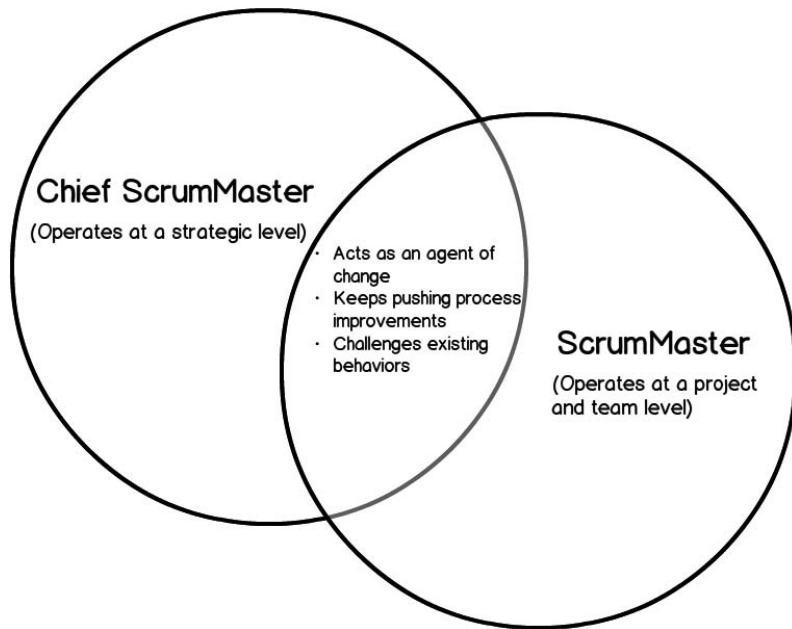 Chief ScrumMaster
(Operates at a strategic level)
· Acts as an agent of
change
· Keeps pushing process
improvements
· Challenges existing
behaviors
ScrumMaster
(Operates at a project
and team level)